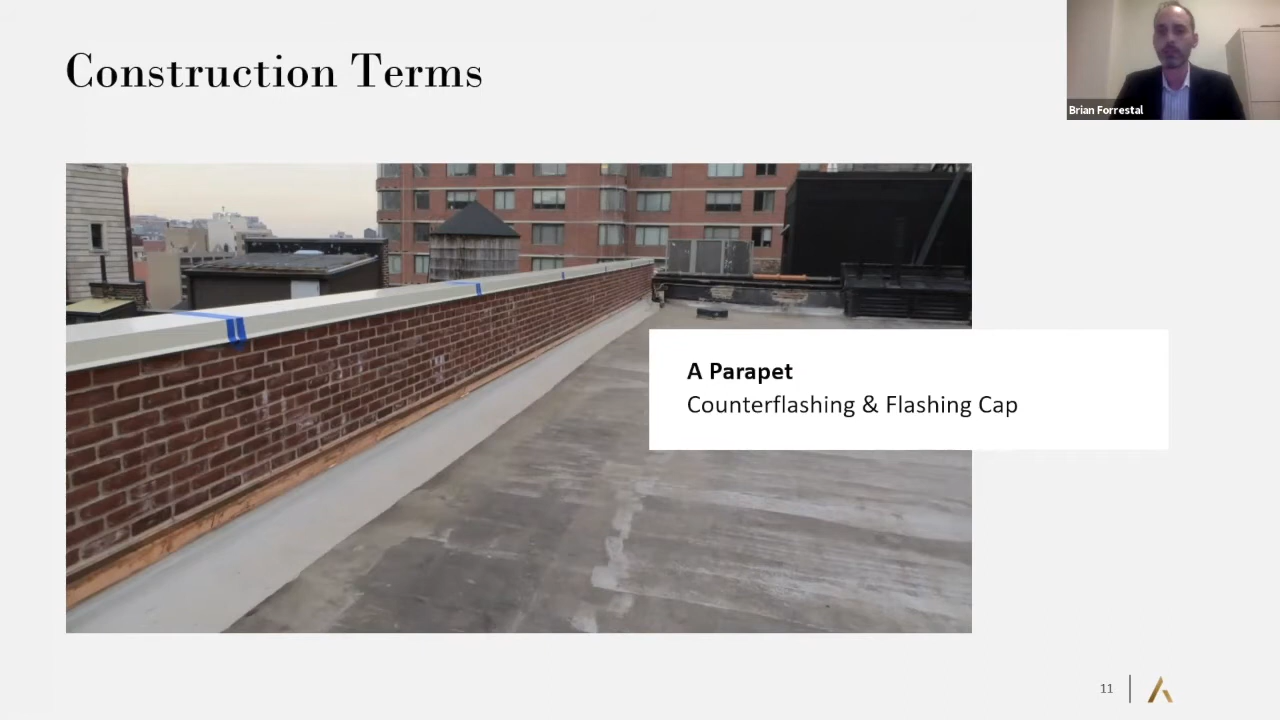 Construction Terms
Brian Forrestal
A Parapet
Counterflashing & Flashing Cap
11